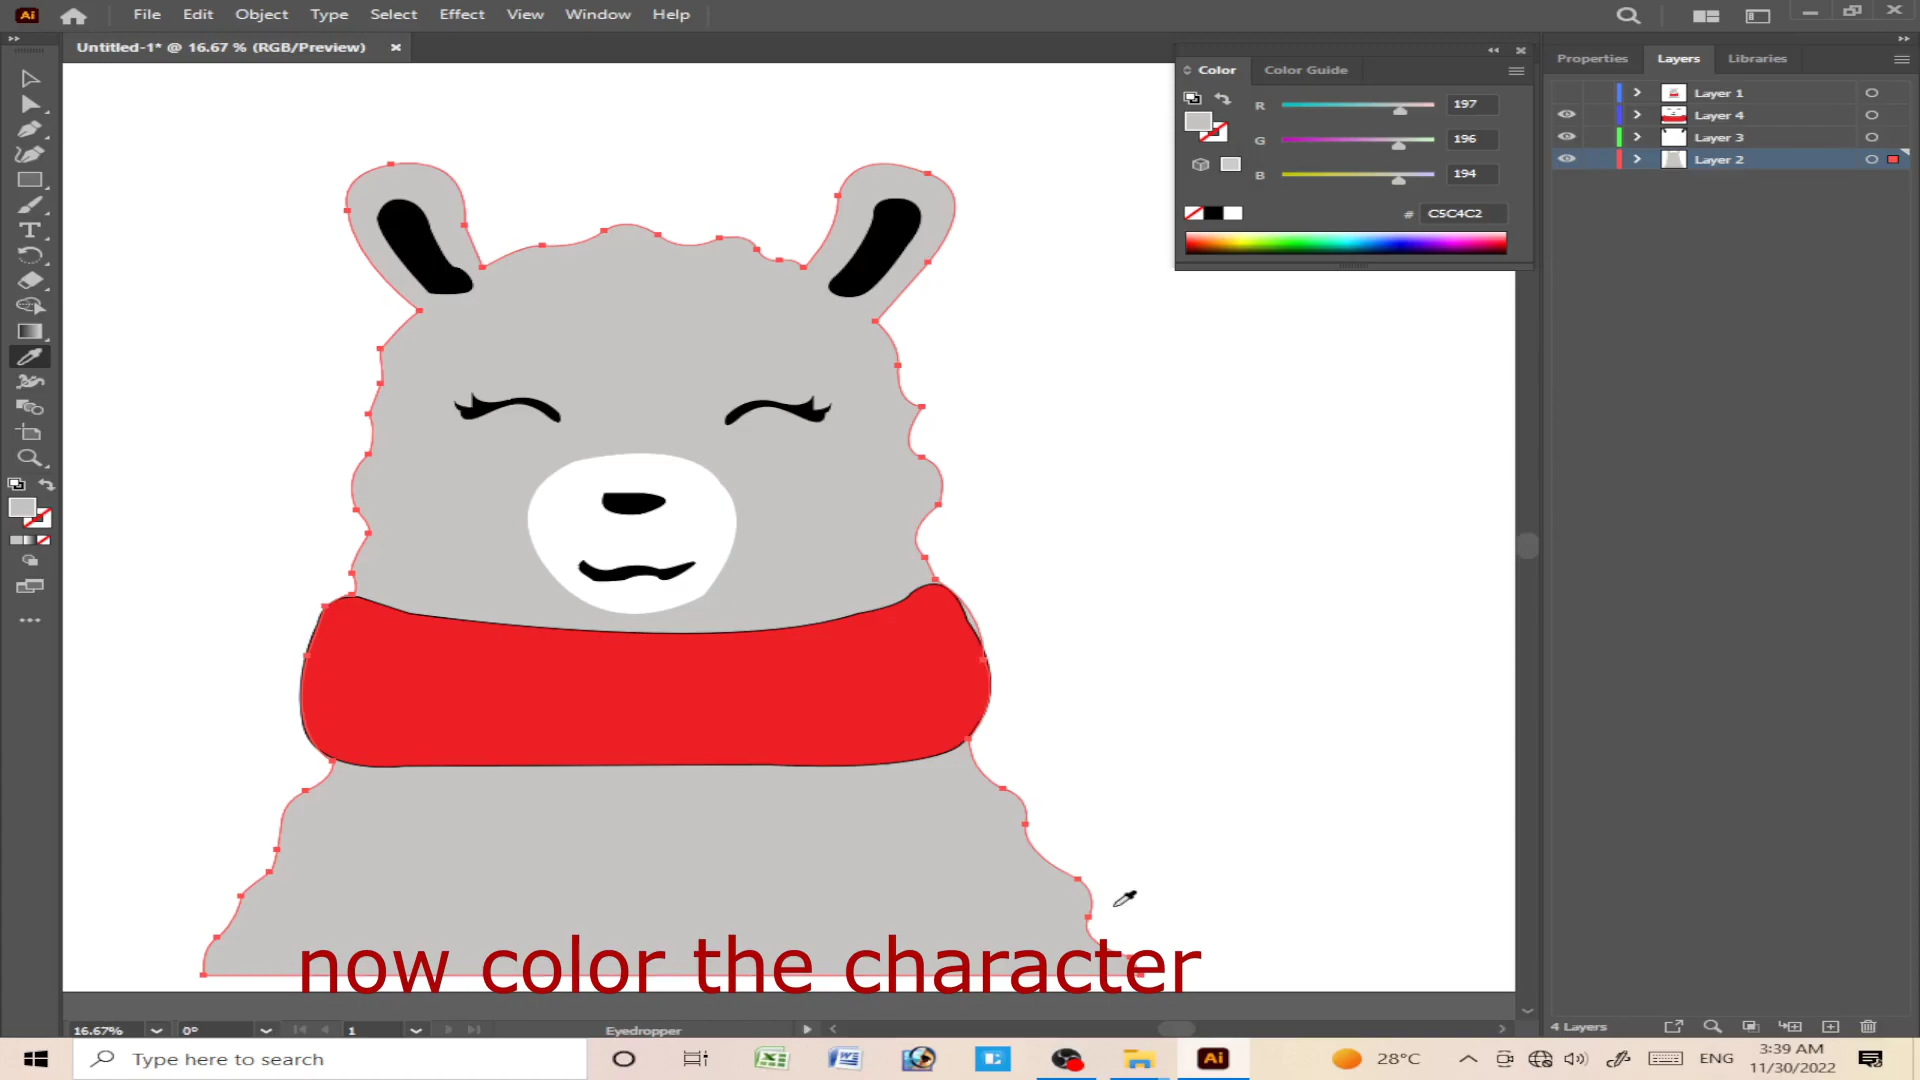 Ai File Edit Object Type Select Effect View Window Help
Untitled-1* @ 16.67 % (RGB/Preview) ×
Color Color Guide
R 197
G 196
B 194
# C5C4C2
Properties Layers Libraries
Layer 1
Layer 4
Layer 3
Layer 2
now color the character
16.67% 0° 1 Eyedropper
4 Layers
Type here to search
Ai
28°C
ENG
3:39 AM
11/30/2022